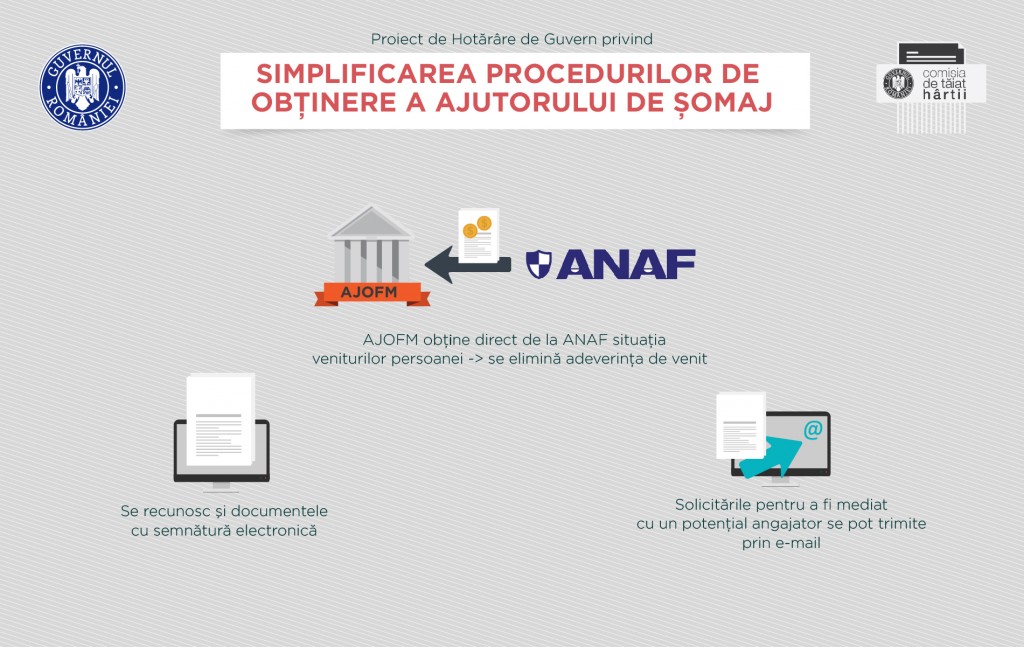 Proiect de Hotărâre de Guvern privind
SIMPLIFICAREA PROCEDURILOR DE
OBȚINERE A AJUTORULUI DE ȘOMAJ
GUVERNUL
ROMÂNIEI
comisia
de tăiat
hârtii
AJOFM
ANAF
AJOFM obține direct de la ANAF situația
veniturilor persoanei -> se elimină adeverința de venit
Se recunosc și documentele
cu semnătură electronică
@
Solicitările pentru a fi mediat
cu un potențial angajator se pot trimite
prin e-mail